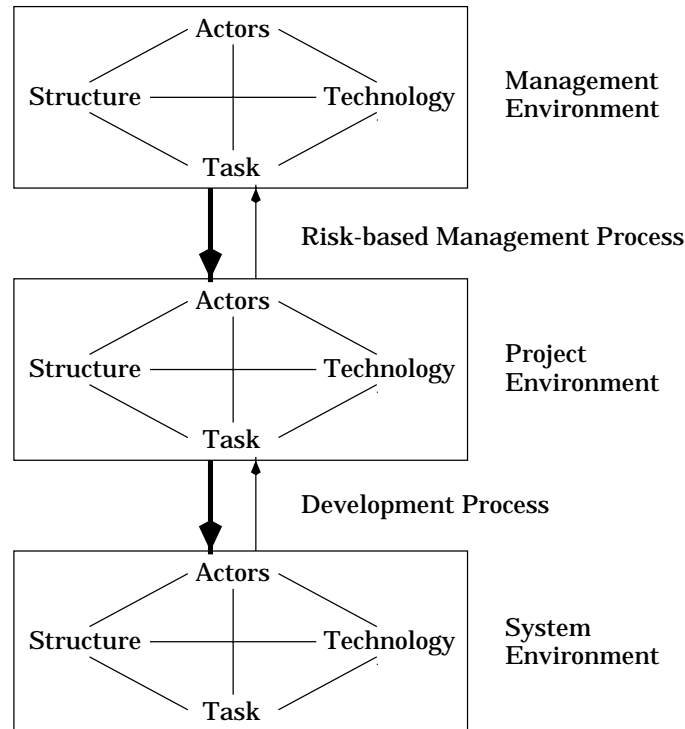 Actors
Structure
Technology
Task
Management
Environment
Risk-based Management Process
Actors
Structure
Technology
Task
Project
Environment
Development Process
Actors
Structure
Technology
Task
System
Environment